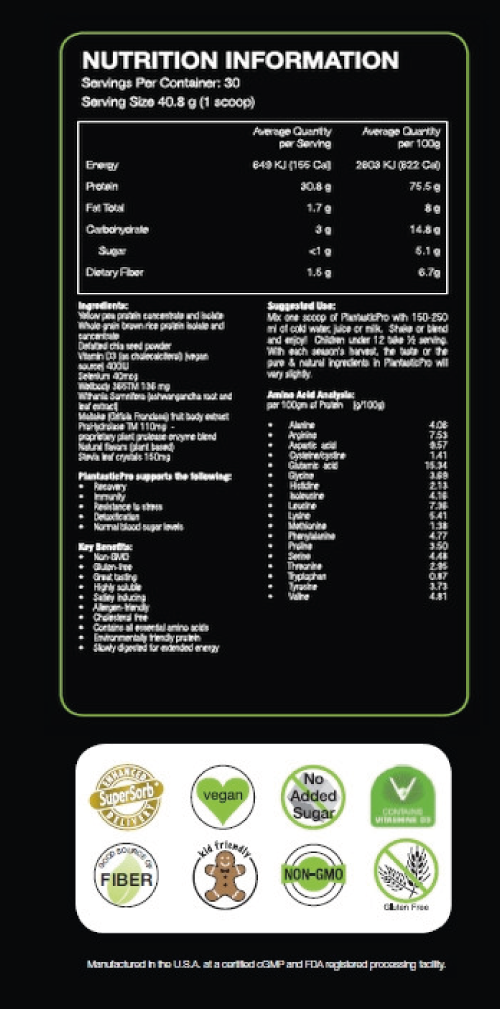 NUTRITION INFORMATION
Servings Per Container: 30
Serving Size 40.8 g (1 scoop)
Average Quantity Average Quantity
per Serving per 100g
Energy 649 KJ (155 Cal) 2603 KJ (622 Cal)
Protein 30.8 g 75.5 g
Fat Total 1.7 g 8 g
Carbohydrate 3 g 14.8 g
Sugar <1 g 5.1 g
Dietary Fiber 1.5 g 6.7g
Ingredients:
Yellow pea protein concentrate and isolate
Whole grain brown rice protein isolate and
concentrate
Defatted chia seed powder
Vitamin D3 (as cholecalciferol) (vegan
source) 400IU
Selenium 40mcg
Wellbody 365TM 136 mg
Withania Somnifera (ashwangandha root and
leaf extract)
Maitake (Grifola Frondosa) fruit body extract
ProHydrolase TM 110mg -
proprietary plant protease enzyme blend
Natural flavors (plant based)
Stevia leaf crystals 150mg
PlantasticPro supports the following:
• Recovery
• Immunity
• Resistance to stress
• Detoxification
• Normal blood sugar levels
Key Benefits:
• Non-GMO
• Gluten-free
• Great tasting
• Highly soluble
• Satiey inducing
• Allergen-friendly
• Cholesterol free
• Contains all essential amino acids
• Environmentally friendly protein
• Slowly digested for extended energy
Suggested Use:
Mix one scoop of PlantasticPro with 150-250
ml of cold water, juice or milk. Shake or blend
and enjoy! Children under 12 take ½ serving.
With each season's harvest, the taste or the
pure & natural ingredients in PlantasticPro will
vary slightly.
Amino Acid Analysis:
per 100gm of Protein (g/100g)
• Alanine 4.06
• Arginine 7.53
• Aspartic acid 9.57
• Cysteine/cystine 1.41
• Glutamic acid 15.34
• Glycine 3.69
• Histidine 2.13
• Isoleucine 4.16
• Leucine 7.36
• Lysine 5.41
• Methionine 1.38
• Phenylalanine 4.77
• Proline 3.50
• Serine 4.48
• Threonine 2.95
• Tryptophan 0.87
• Tyrosine 3.73
• Valine 4.81
ENHANCED
SuperSorb
DELIVERY
vegan
No
Added
Sugar
CONTAINS
VITAMINS D3
GOOD SOURCE OF
FIBER
kid friendly
NON-GMO
Gluten Free
Manufactured in the U.S.A. at a certified cGMP and FDA registered processing facility.